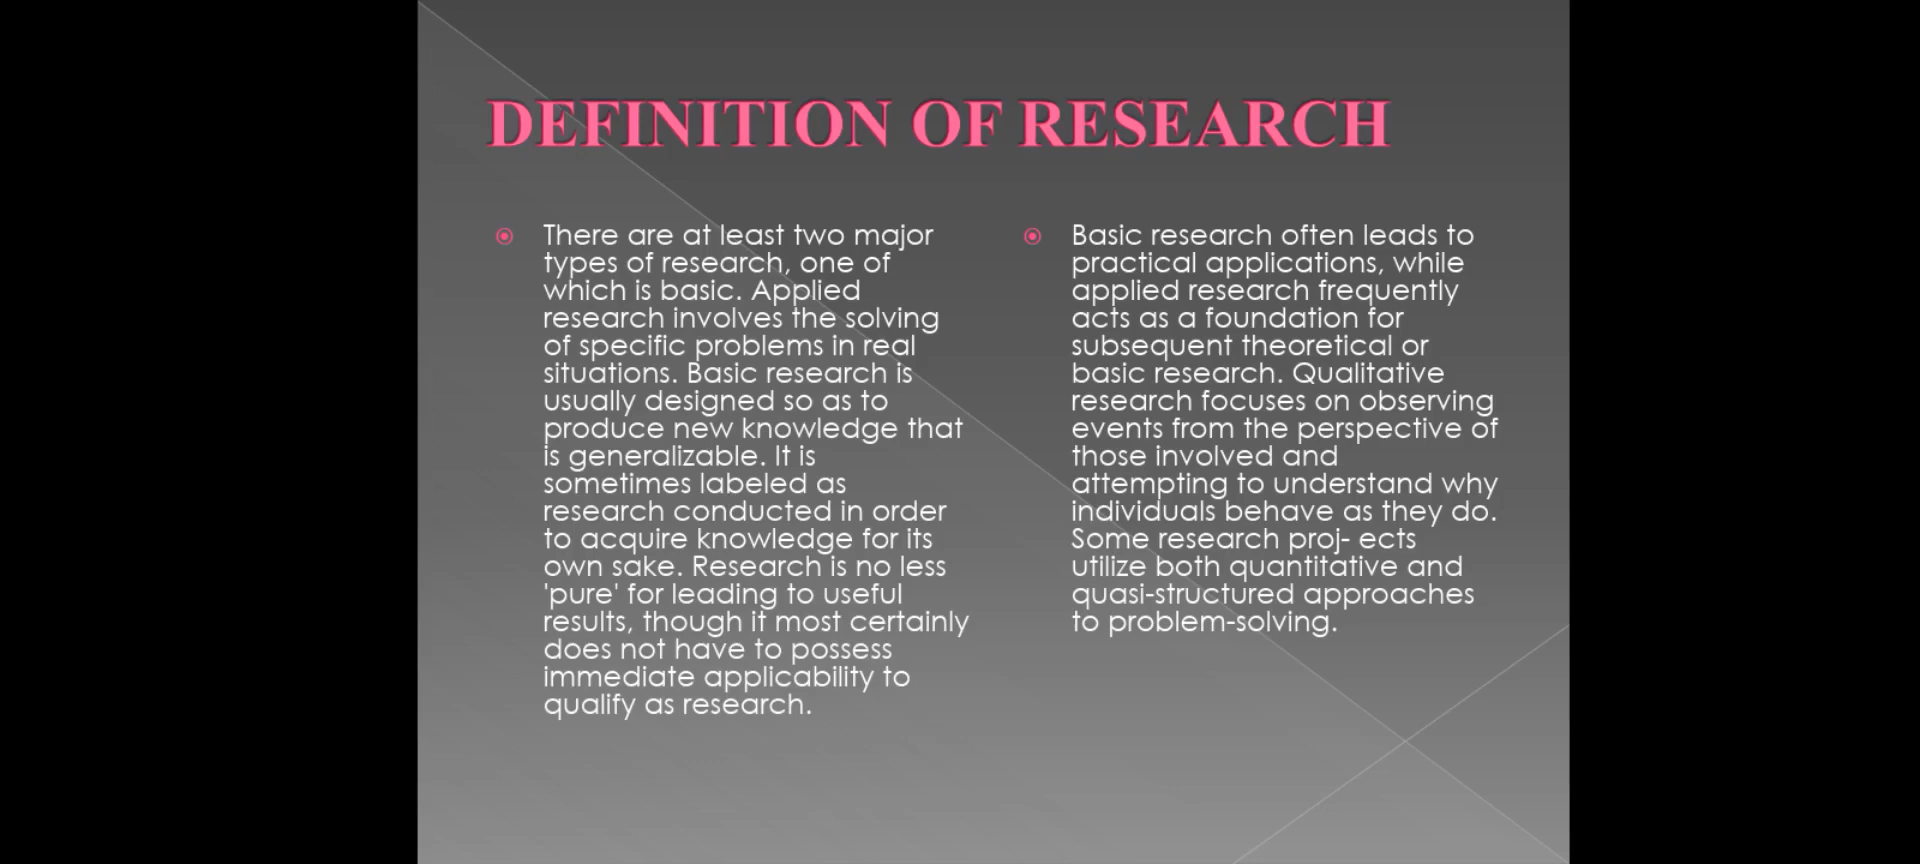 DEFINITION OF RESEARCH
There are at least two major
types of research, one of
which is basic. Applied
research involves the solving
of specific problems in real
situations. Basic research is
usually designed so as to
produce new knowledge that
is generalizable. It is
sometimes labeled as
research conducted in order
to acquire knowledge for its
own sake. Research is no less
'pure' for leading to useful
results, though it most certainly
does not have to possess
immediate applicability to
qualify as research.
Basic research often leads to
practical applications, while
applied research frequently
acts as a foundation for
subsequent theoretical or
basic research. Qualitative
research focuses on observing
events from the perspective of
those involved and
attempting to understand why
individuals behave as they do.
Some research proj- ects
utilize both quantitative and
quasi-structured approaches
to problem-solving.